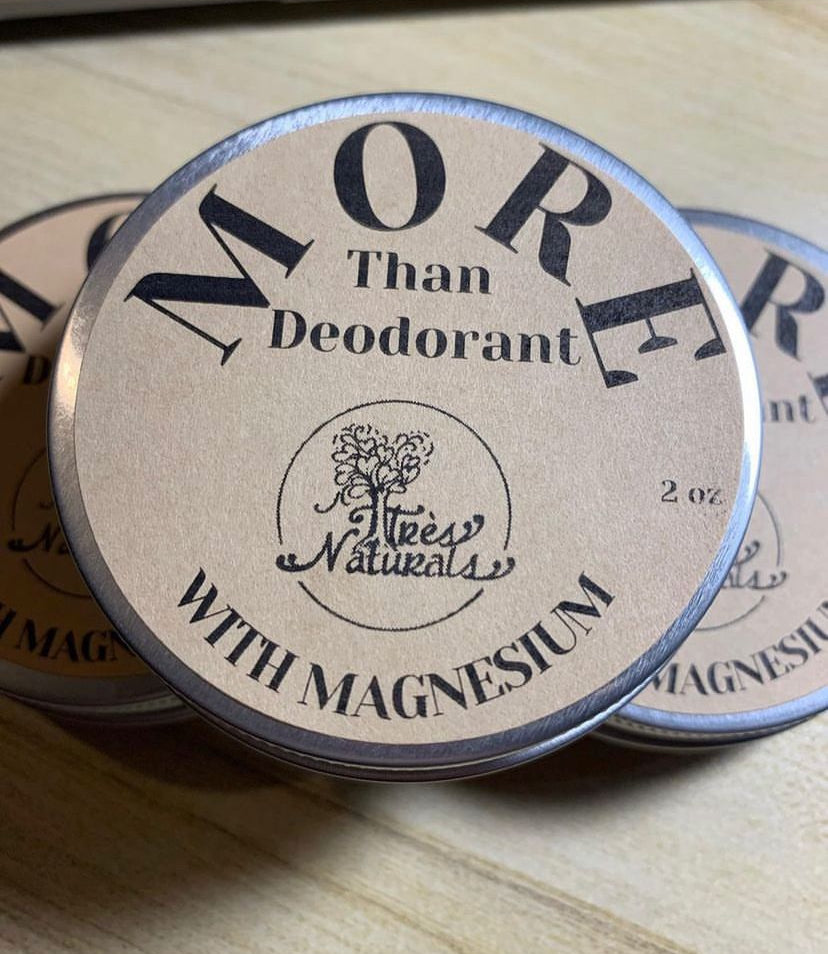 MORE
Than
Deodorant
Très
Naturals
2 oz
WITH MAGNESIUM